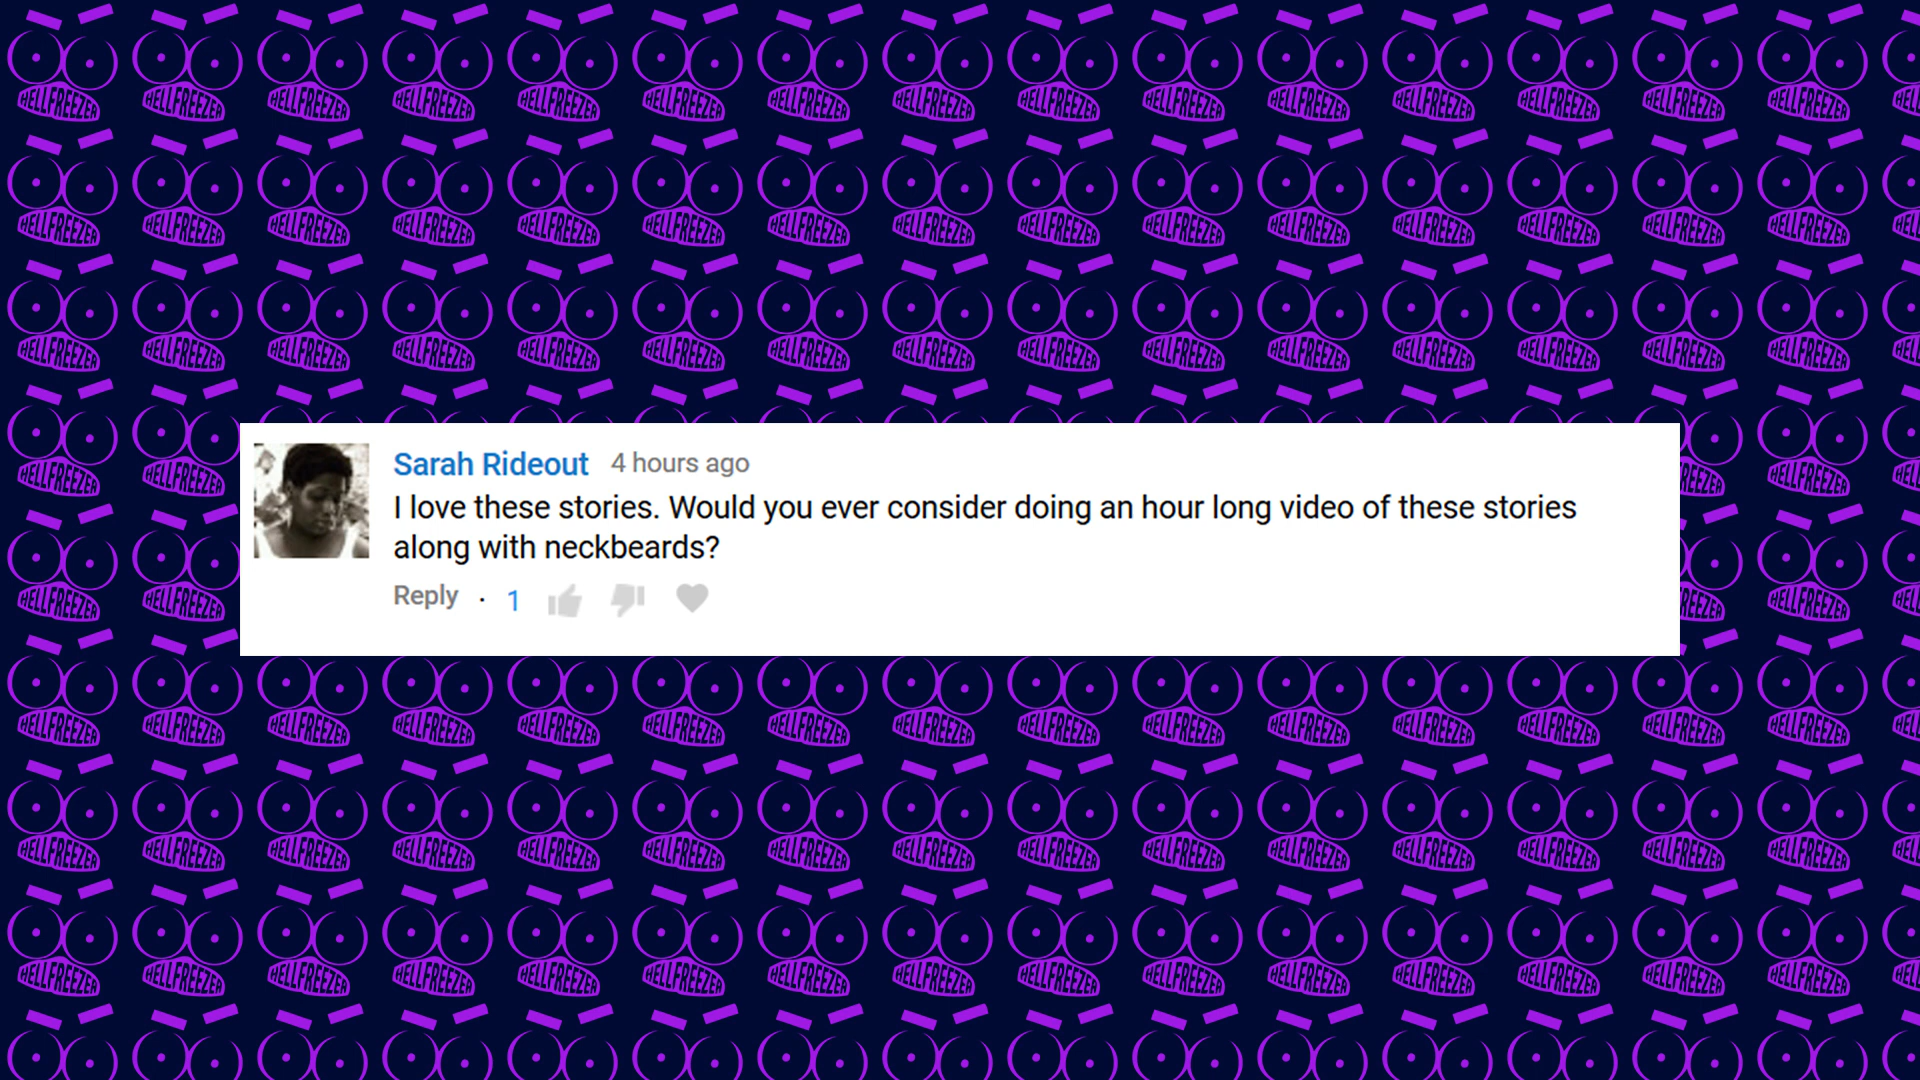 HELLFREEZER
Sarah Rideout 4 hours ago
I love these stories. Would you ever consider doing an hour long video of these stories
along with neckbeards?
Reply · 1